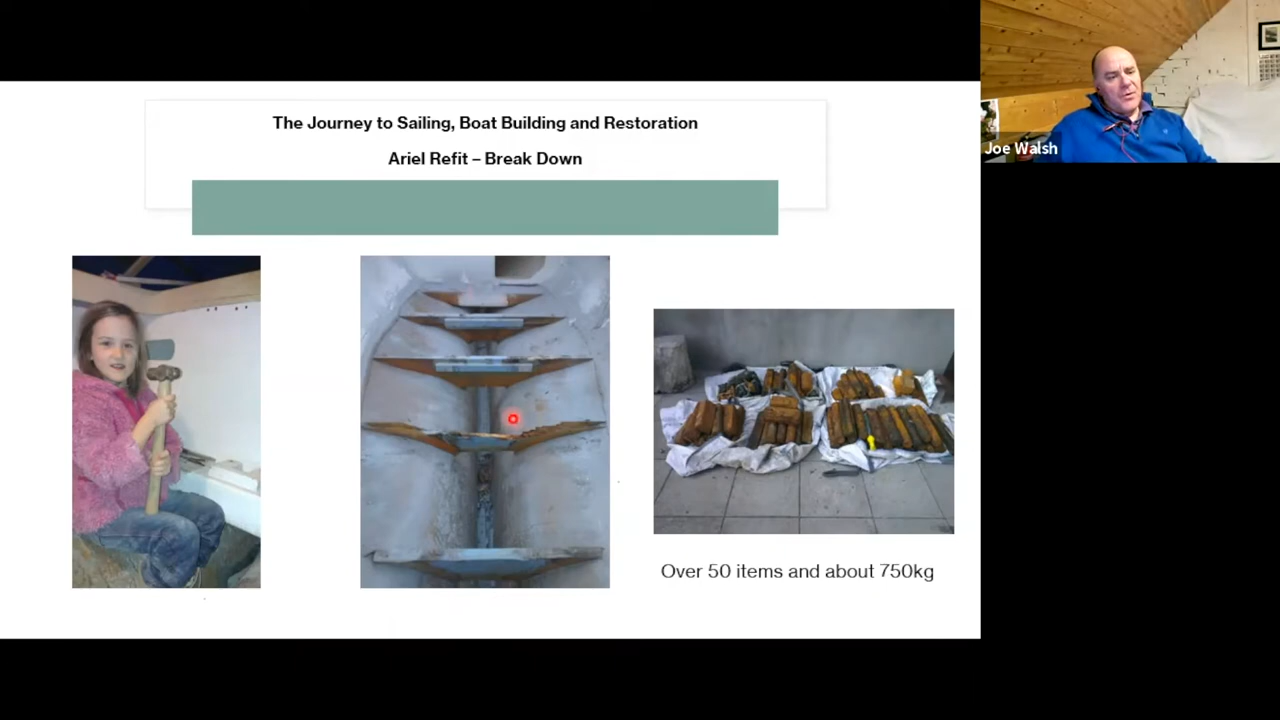 The Journey to Sailing, Boat Building and Restoration
Ariel Refit – Break Down
Joe Walsh
Over 50 items and about 750kg